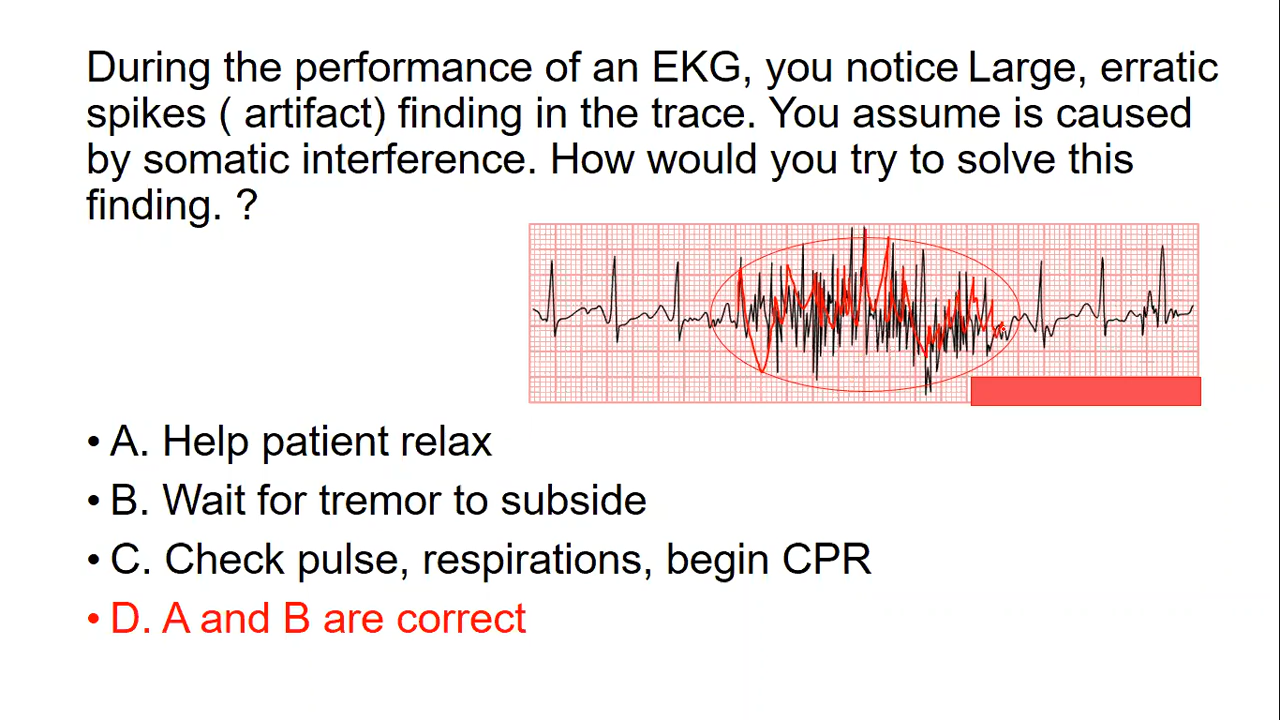 During the performance of an EKG, you notice Large, erratic
spikes ( artifact) finding in the trace. You assume is caused
by somatic interference. How would you try to solve this
finding. ?
• A. Help patient relax
• B. Wait for tremor to subside
• C. Check pulse, respirations, begin CPR
• D. A and B are correct